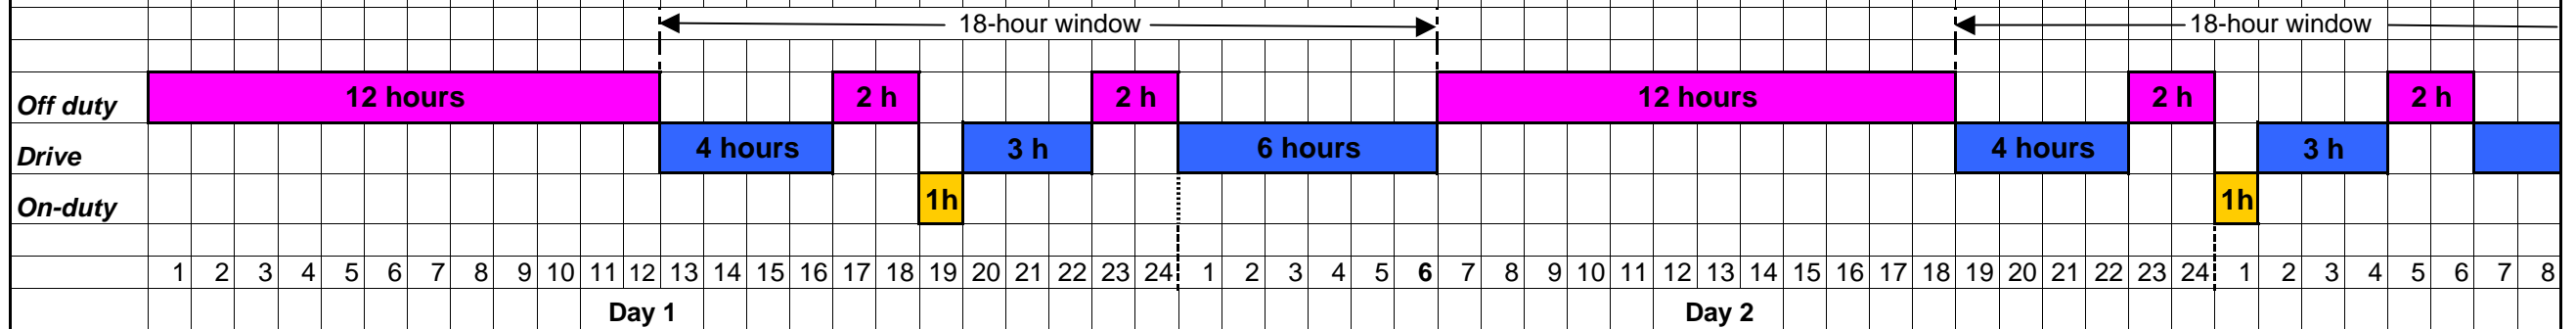 18-hour window 18-hour window
Off duty 12 hours 2 h 2 h 12 hours 2 h 2 h
Drive 4 hours 3 h 6 hours 4 hours 3 h
On-duty 1h 1h
1 2 3 4 5 6 7 8 9 10 11 12 13 14 15 16 17 18 19 20 21 22 23 24 1 2 3 4 5 6 7 8 9 10 11 12 13 14 15 16 17 18 19 20 21 22 23 24 1 2 3 4 5 6 7 8
Day 1 Day 2